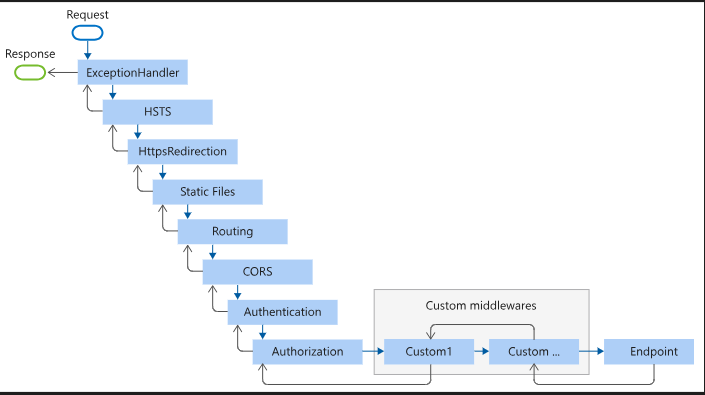 Request
Response
ExceptionHandler
HSTS
HttpsRedirection
Static Files
Routing
CORS
Authentication
Custom middlewares
Authorization
Custom1
Custom ...
Endpoint